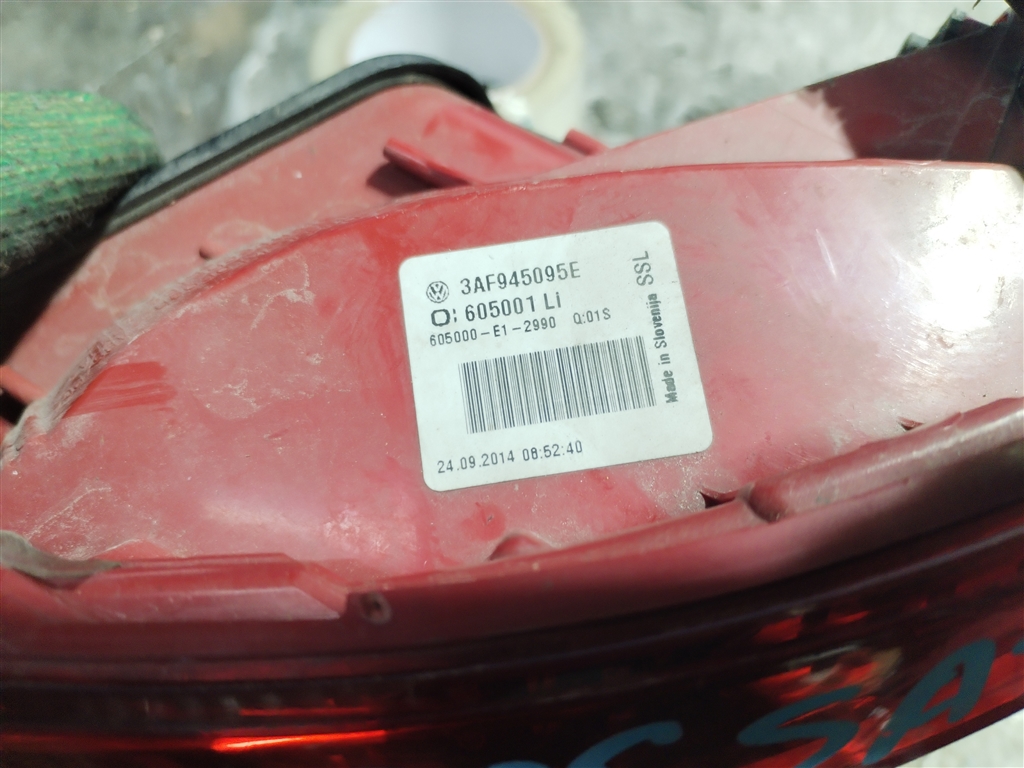 3AF945095E
605001 Li
605000-E1-2990 Q:01S
24.09.2014 08:52:40
Made in Slovenija SSL